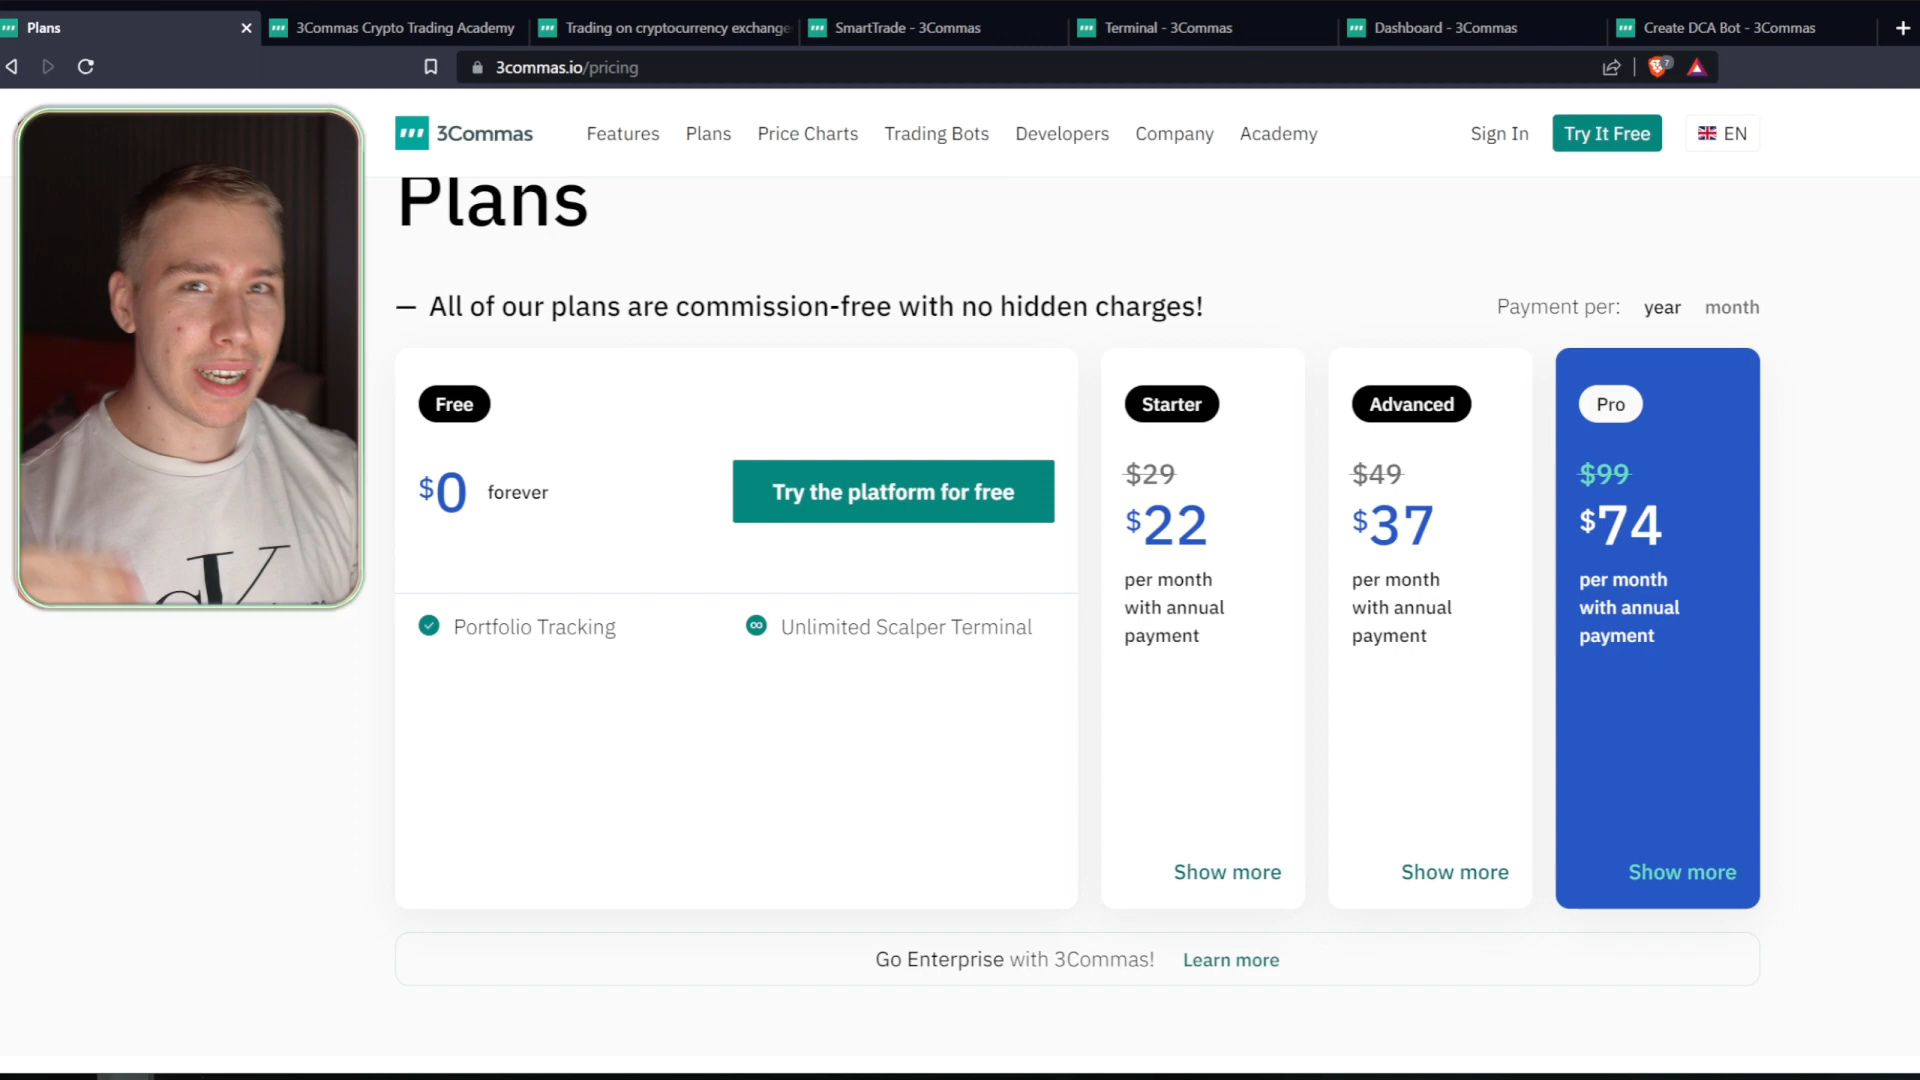 Plans
3Commas Crypto Trading Academy
Trading on cryptocurrency exchange
SmartTrade - 3Commas
Terminal - 3Commas
Dashboard - 3Commas
Create DCA Bot - 3Commas
3commas.io/pricing
7
3Commas
Features
Plans
Price Charts
Trading Bots
Developers
Company
Academy
Sign In
Try It Free
EN
Plans
— All of our plans are commission-free with no hidden charges!
Payment per: year month
Free
$0 forever
Try the platform for free
Portfolio Tracking
Unlimited Scalper Terminal
Starter
$29
$22
per month
with annual
payment
Show more
Advanced
$49
$37
per month
with annual
payment
Show more
Pro
$99
$74
per month
with annual
payment
Show more
Go Enterprise with 3Commas! Learn more